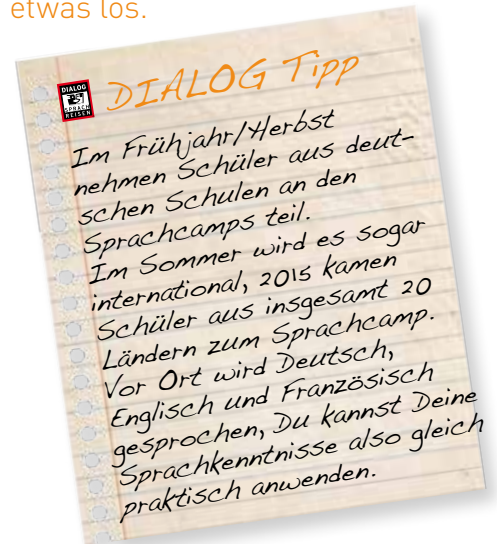 etwas los.
DIALOG
SPRACH
REISEN
DIALOG Tipp
Im Frühjahr/Herbst
nehmen Schüler aus deut-
schen Schulen an den
Sprachcamps teil.
Im Sommer wird es sogar
international, 2015 kamen
Schüler aus insgesamt 20
Ländern zum Sprachcamp.
Vor Ort wird Deutsch,
Englisch und Französisch
gesprochen, Du kannst Deine
Sprachkenntnisse also gleich
praktisch anwenden.